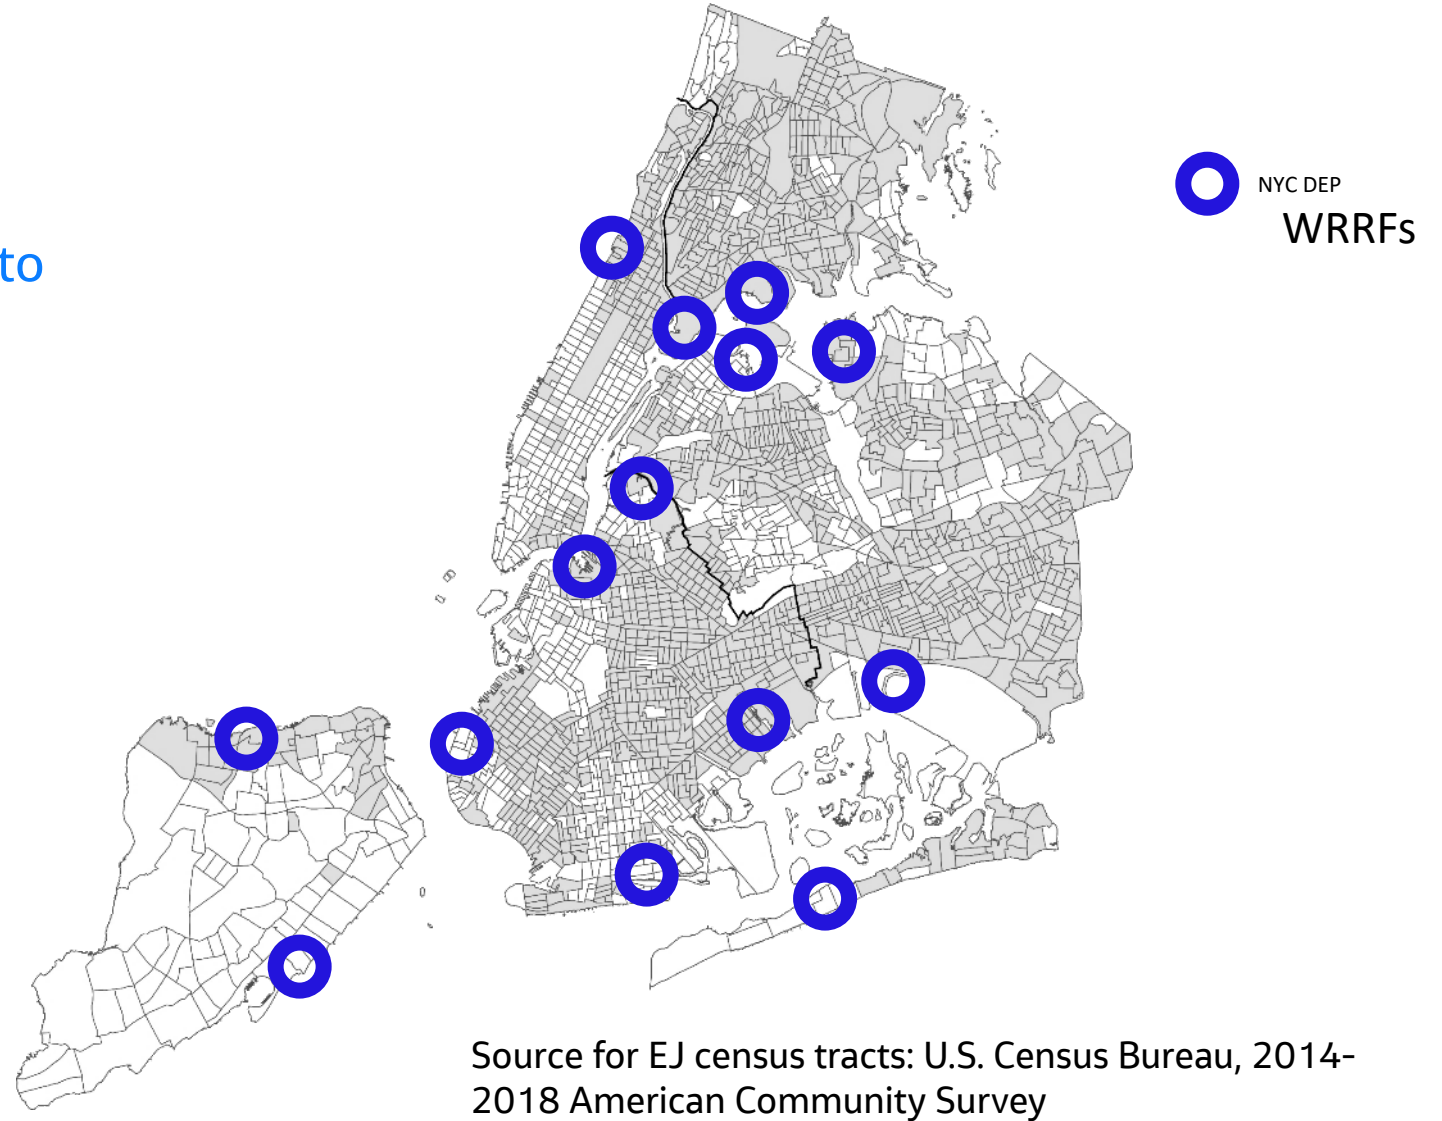 to
NYC DEP
WRRFs
Source for EJ census tracts: U.S. Census Bureau, 2014-
2018 American Community Survey